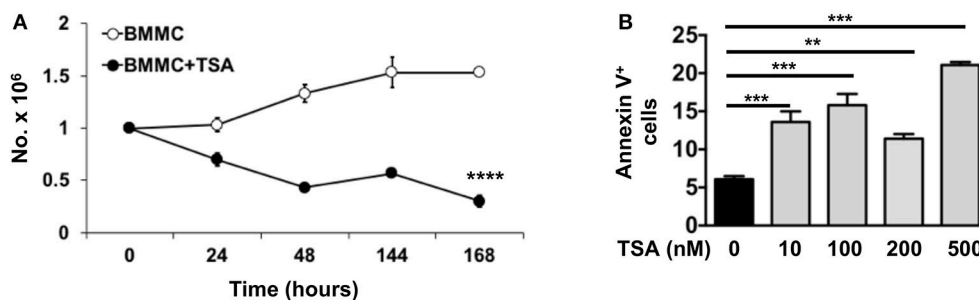 A
No. x 10⁶
2
1.5
1
0.5
0
BMMC
BMMC+TSA
****
0 24 48 144 168
Time (hours)
B
Annexin V⁺
cells
25
20
15
10
5
0
***
**
***
***
TSA (nM) 0 10 100 200 500